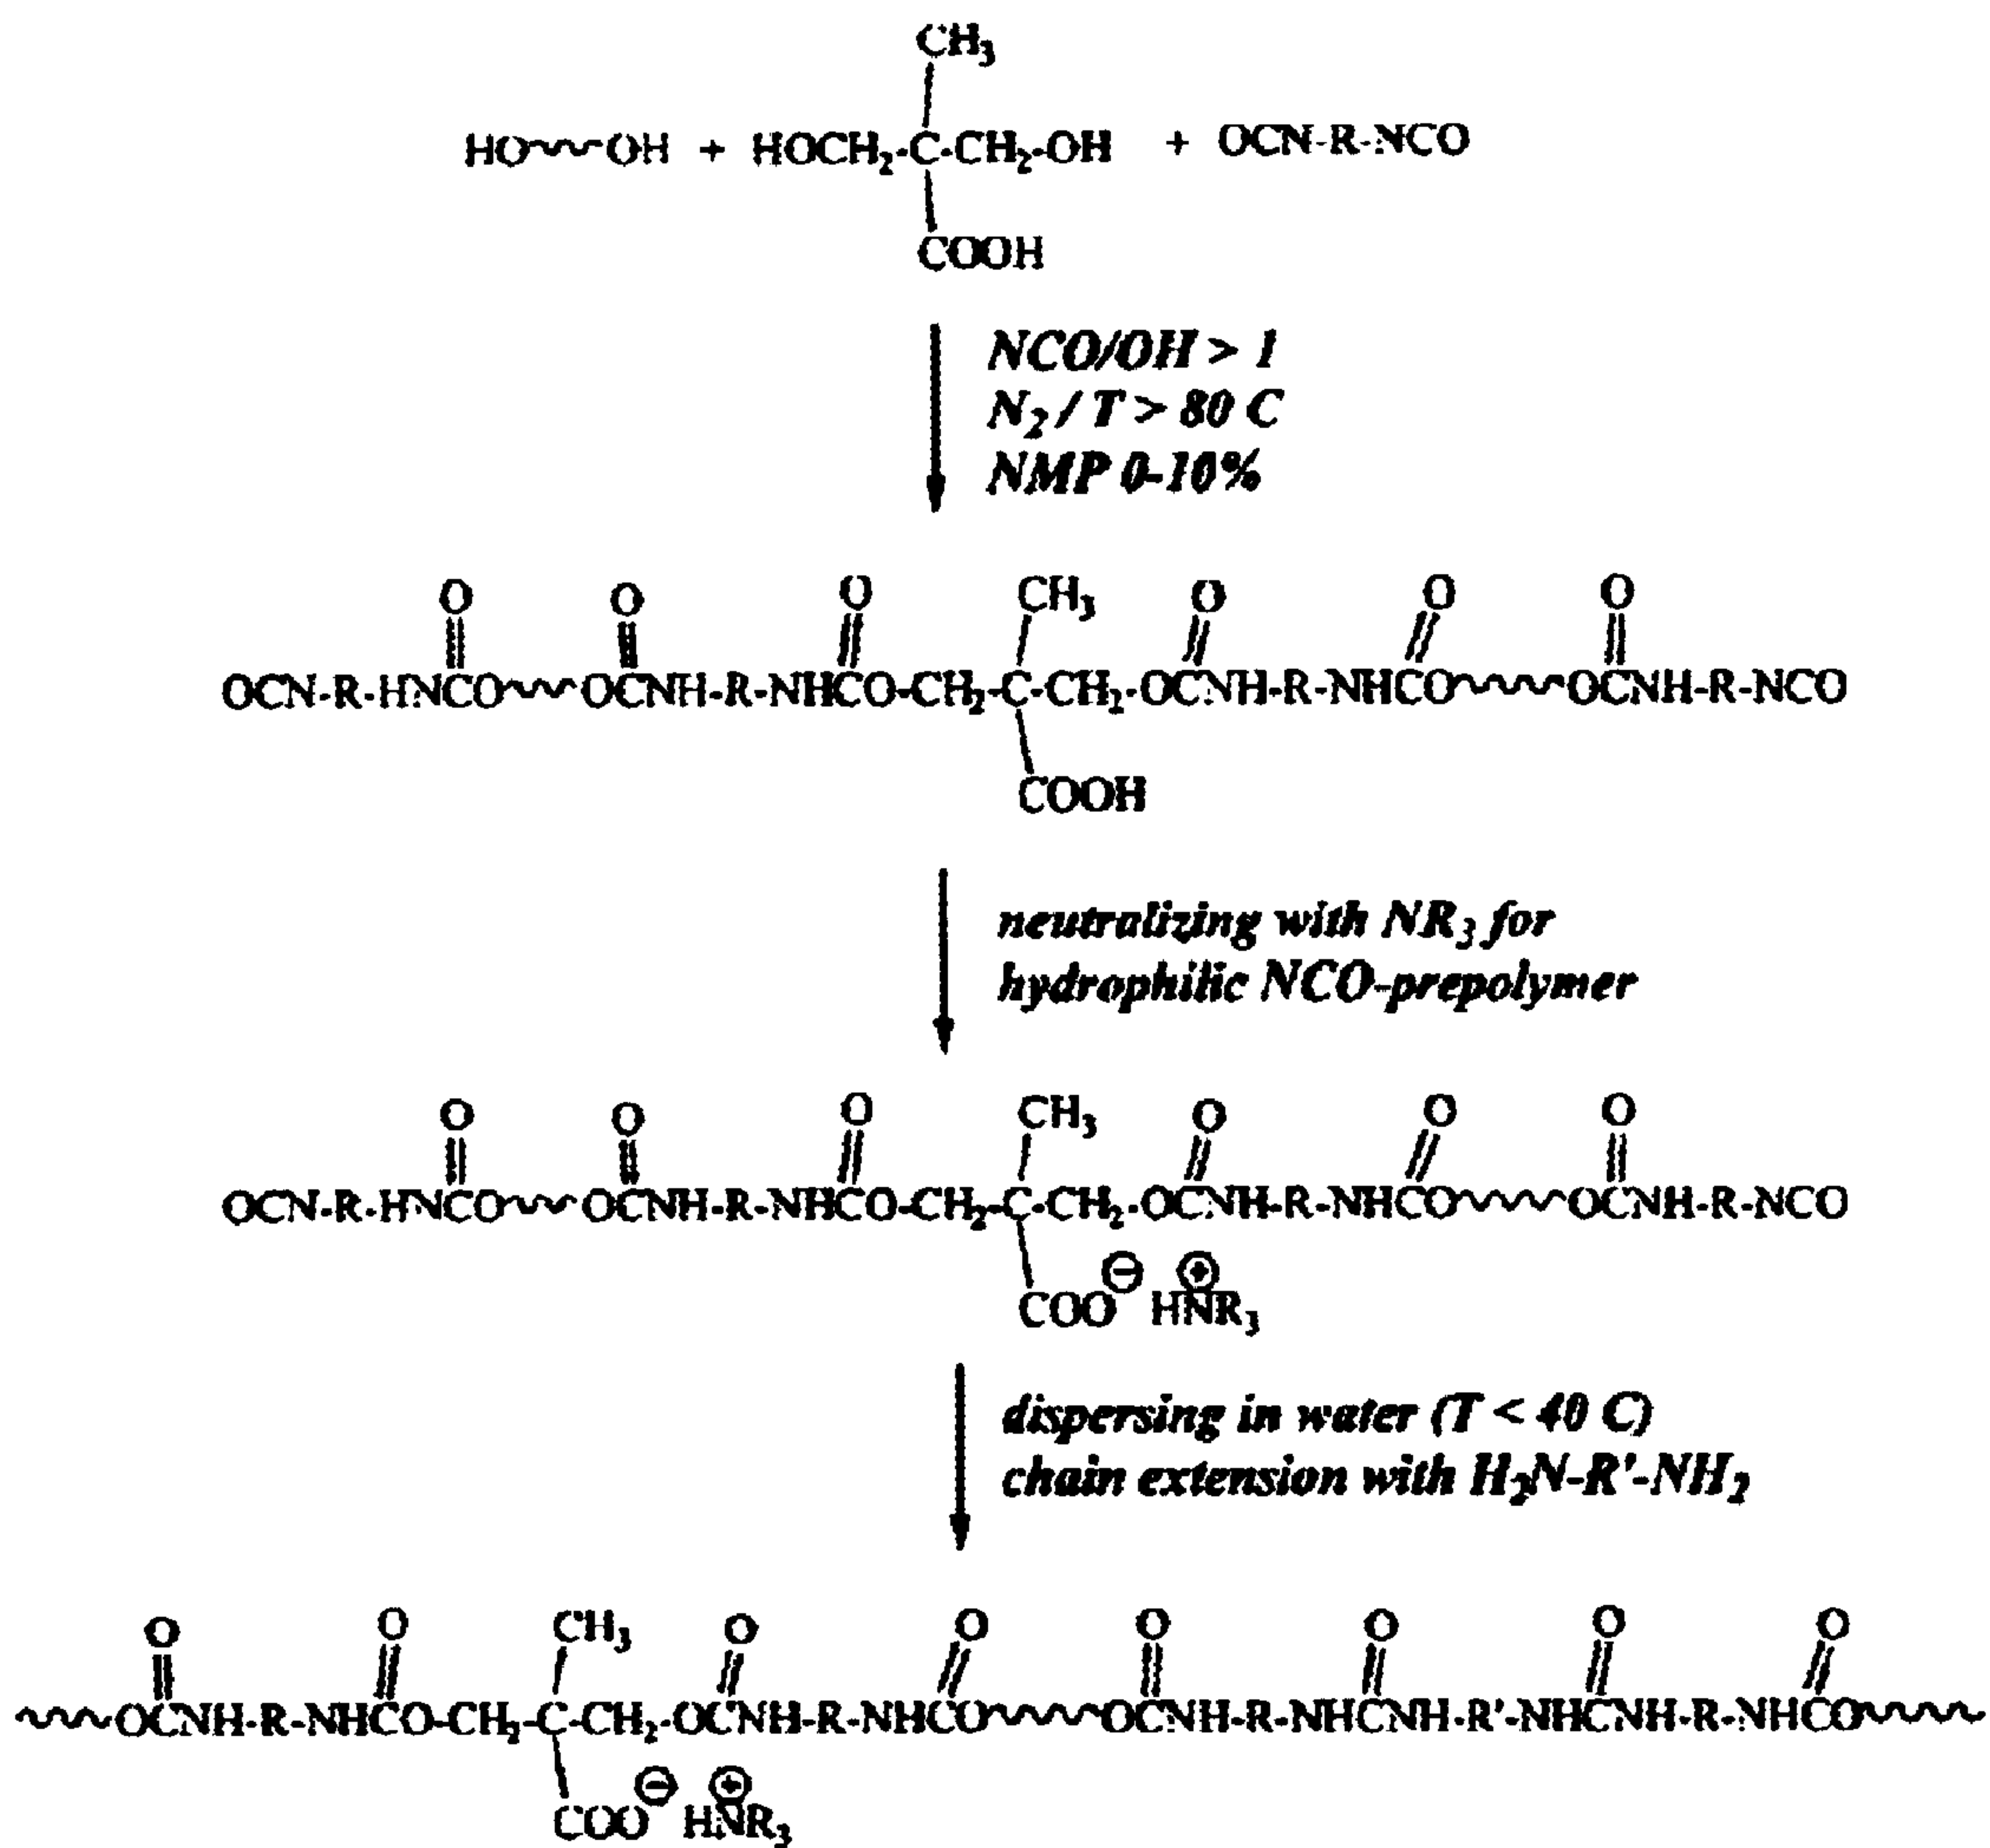 CH₃
HO~~~OH + HOCH₂-C-CH₂-OH + OCN-R-NCO
COOH
NCO/OH > 1
N₂ / T > 80 C
NMP 0-10%
O O O CH₃ O O O
OCN-R-HNCO~~~OCNH-R-NHCO-CH₂-C-CH₂-OCNH-R-NHCO~~~OCNH-R-NCO
COOH
neutralizing with NR₃ for
hydrophilic NCO-prepolymer
O O O CH₃ O O O
OCN-R-HNCO~~~OCNH-R-NHCO-CH₂-C-CH₂-OCNH-R-NHCO~~~OCNH-R-NCO
COO⊖ HNR₃⊕
dispersing in water (T < 40 C)
chain extension with H₂N-R'-NH₂
O O CH₃ O O O O O O
~~~OCNH-R-NHCO-CH₂-C-CH₂-OCNH-R-NHCO~~~OCNH-R-NHCNH-R'-NHCNH-R-NHCO~~~
COO⊖ HNR₃⊕